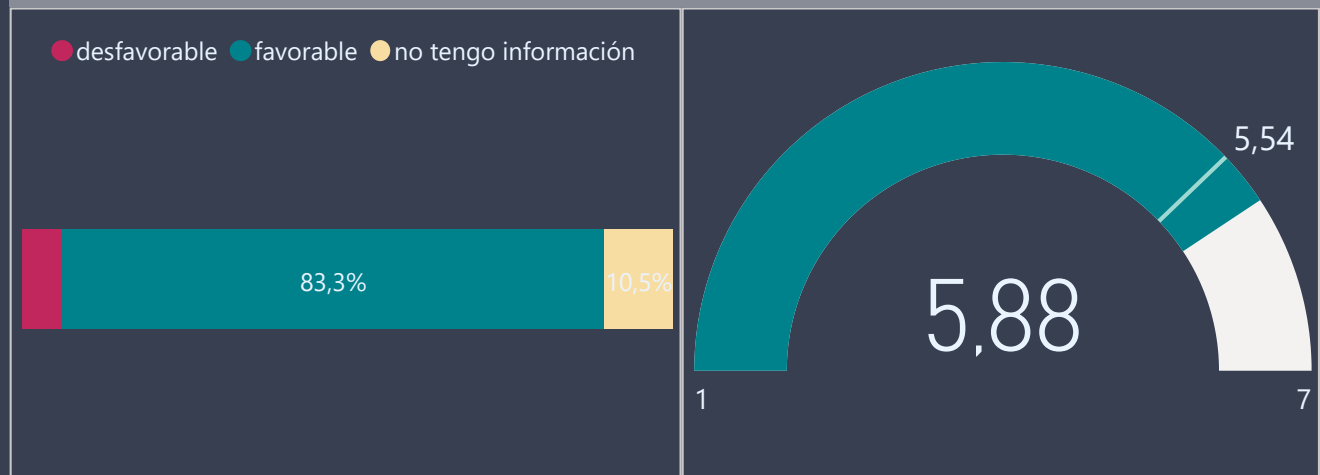 desfavorable favorable no tengo información
83,3% 10,5%
5,54
5,88
1 7